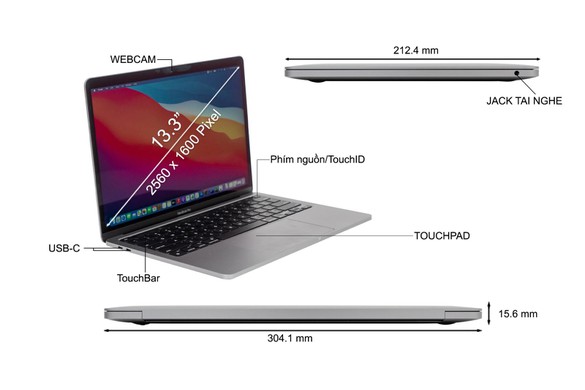 WEBCAM
212.4 mm
JACK TAI NGHE
13.3”
2560 x 1600 Pixel
Phím nguồn/TouchID
TOUCHPAD
USB-C
TouchBar
15.6 mm
304.1 mm